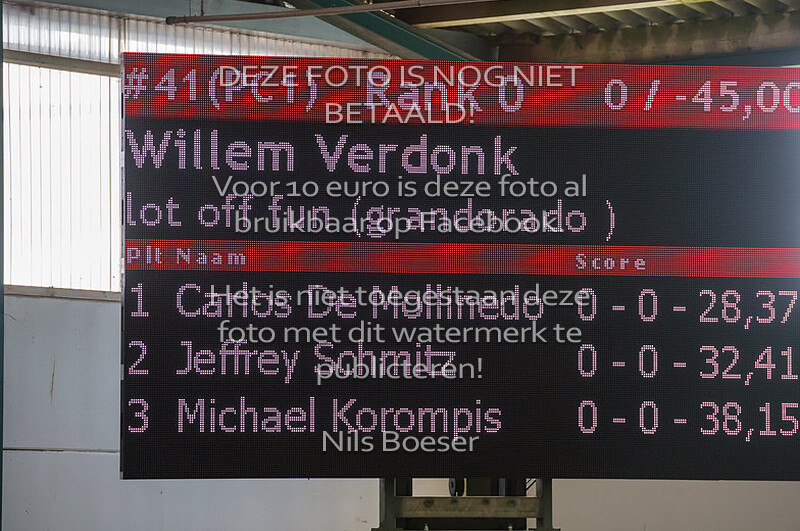 #41(PC1) Rank 0 0 / -45,00
Willem Verdonk
lot off fun (grandorado )
Plt Naam Score
1 Carlos De Mollinedo 0 - 0 - 28,37
2 Jeffrey Schmitz 0 - 0 - 32,41
3 Michael Korompis 0 - 0 - 38,15
DEZE FOTO IS NOG NIET
BETAALD!
Voor 10 euro is deze foto al
bruikbaar op Facebook.
Het is niet toegestaan deze
foto met dit watermerk te
publiceren!
Nils Boeser